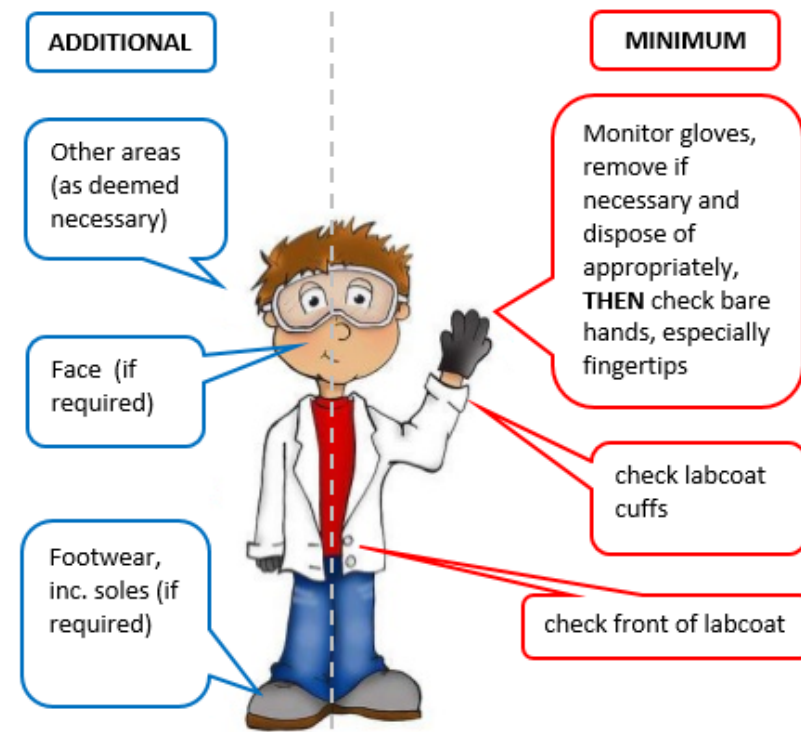 ADDITIONAL
Other areas
(as deemed
necessary)
Face (if
required)
Footwear,
inc. soles (if
required)
MINIMUM
Monitor gloves,
remove if
necessary and
dispose of
appropriately,
THEN check bare
hands, especially
fingertips
check labcoat
cuffs
check front of labcoat